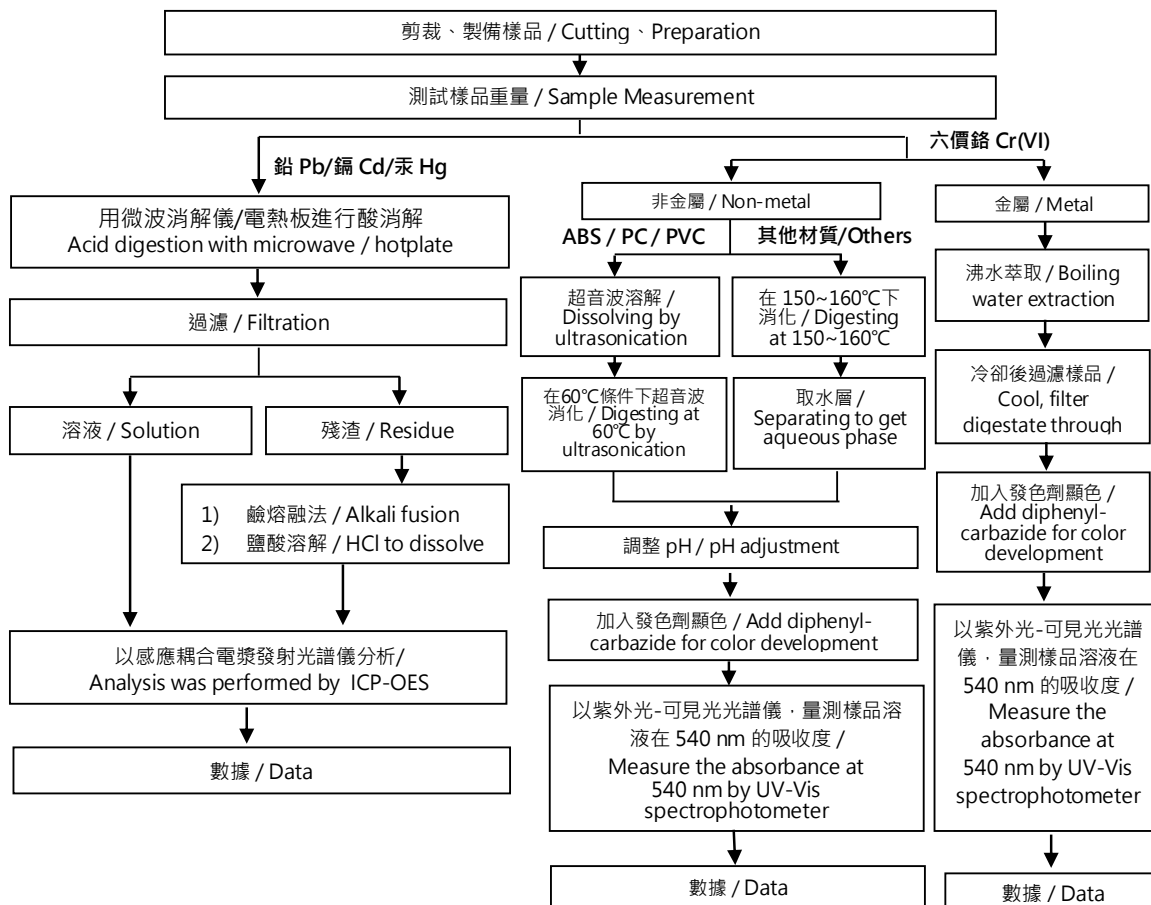 剪裁、製備樣品 / Cutting、Preparation
測試樣品重量 / Sample Measurement
鉛 Pb/鎘 Cd/汞 Hg
六價鉻 Cr(VI)
用微波消解儀/電熱板進行酸消解
Acid digestion with microwave / hotplate
過濾 / Filtration
溶液 / Solution
殘渣 / Residue
1) 鹼熔融法 / Alkali fusion
2) 鹽酸溶解 / HCl to dissolve
以感應耦合電漿發射光譜儀分析/
Analysis was performed by ICP-OES
數據 / Data
非金屬 / Non-metal
ABS / PC / PVC
其他材質/Others
超音波溶解 /
Dissolving by
ultrasonication
在60℃條件下超音波
消化 / Digesting at
60℃ by
ultrasonication
在 150~160℃下
消化 / Digesting
at 150~160℃
取水層 /
Separating to get
aqueous phase
調整 pH / pH adjustment
加入發色劑顯色 / Add diphenyl-
carbazide for color development
以紫外光-可見光光譜儀，量測樣品溶
液在 540 nm 的吸收度 /
Measure the absorbance at
540 nm by UV-Vis
spectrophotometer
數據 / Data
金屬 / Metal
沸水萃取 / Boiling
water extraction
冷卻後過濾樣品 /
Cool, filter
digestate through
加入發色劑顯色 /
Add diphenyl-
carbazide for color
development
以紫外光-可見光光譜
儀，量測樣品溶液在
540 nm 的吸收度 /
Measure the
absorbance at
540 nm by UV-Vis
spectrophotometer
數據 / Data